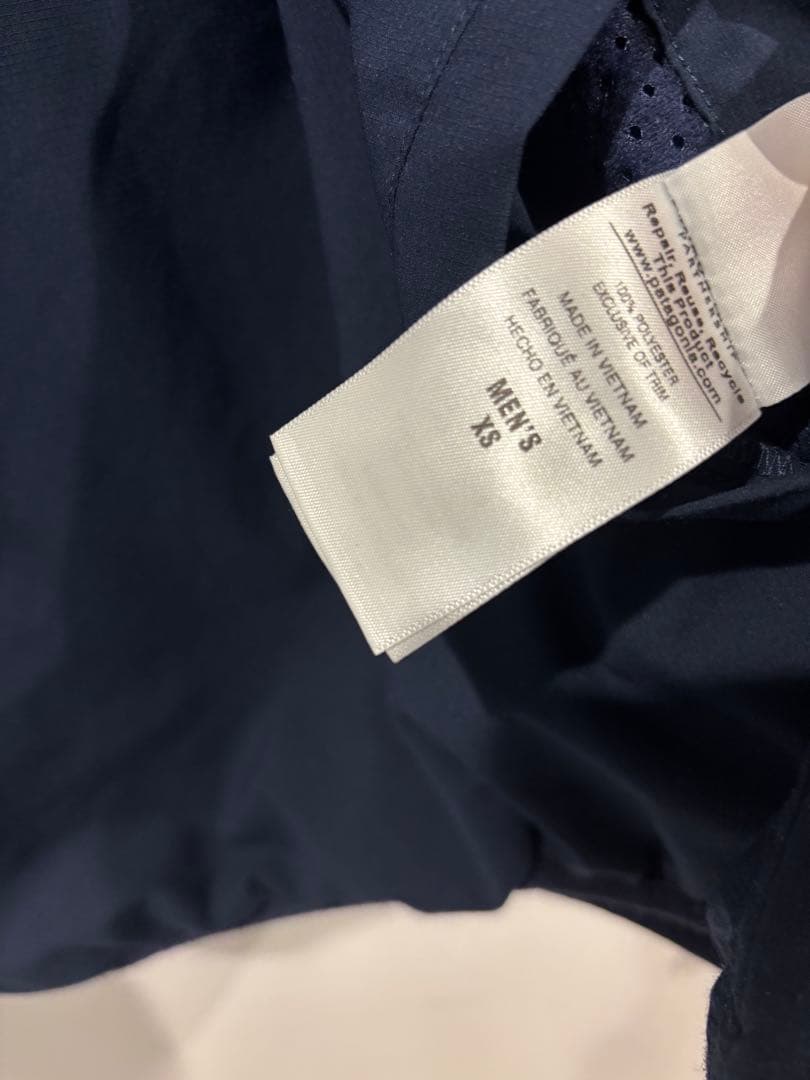 PARTNERSHIP
Repair, Reuse, Recycle
This product
www.patagonia.com
100% POLYESTER
EXCLUSIVE OF TRIM
MADE IN VIETNAM
FABRIQUÉ AU VIETNAM
HECHO EN VIETNAM
MEN'S
XS